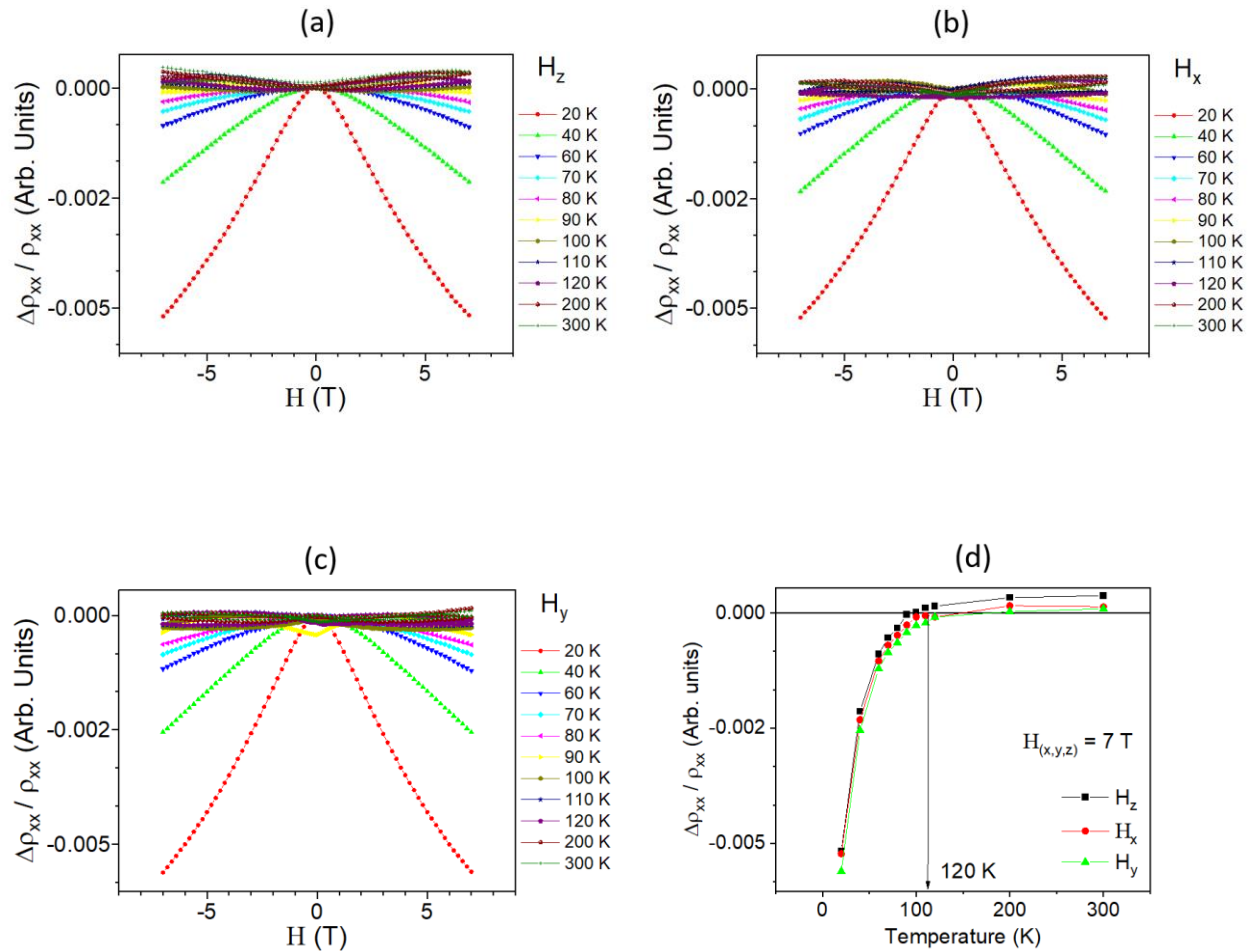 (a)
Δρxx / ρxx (Arb. Units)
0.000
-0.002
-0.005
-5 0 5
H (T)
Hz
20 K
40 K
60 K
70 K
80 K
90 K
100 K
110 K
120 K
200 K
300 K
(b)
Δρxx / ρxx (Arb. Units)
0.000
-0.002
-0.005
-5 0 5
H (T)
Hx
20 K
40 K
60 K
70 K
80 K
90 K
100 K
110 K
120 K
200 K
300 K
(c)
Δρxx / ρxx (Arb. Units)
0.000
-0.002
-0.005
-5 0 5
H (T)
Hy
20 K
40 K
60 K
70 K
80 K
90 K
100 K
110 K
120 K
200 K
300 K
(d)
Δρxx / ρxx (Arb. units)
0.000
-0.002
-0.005
H(x,y,z) = 7 T
Hz
Hx
Hy
120 K
0 100 200 300
Temperature (K)